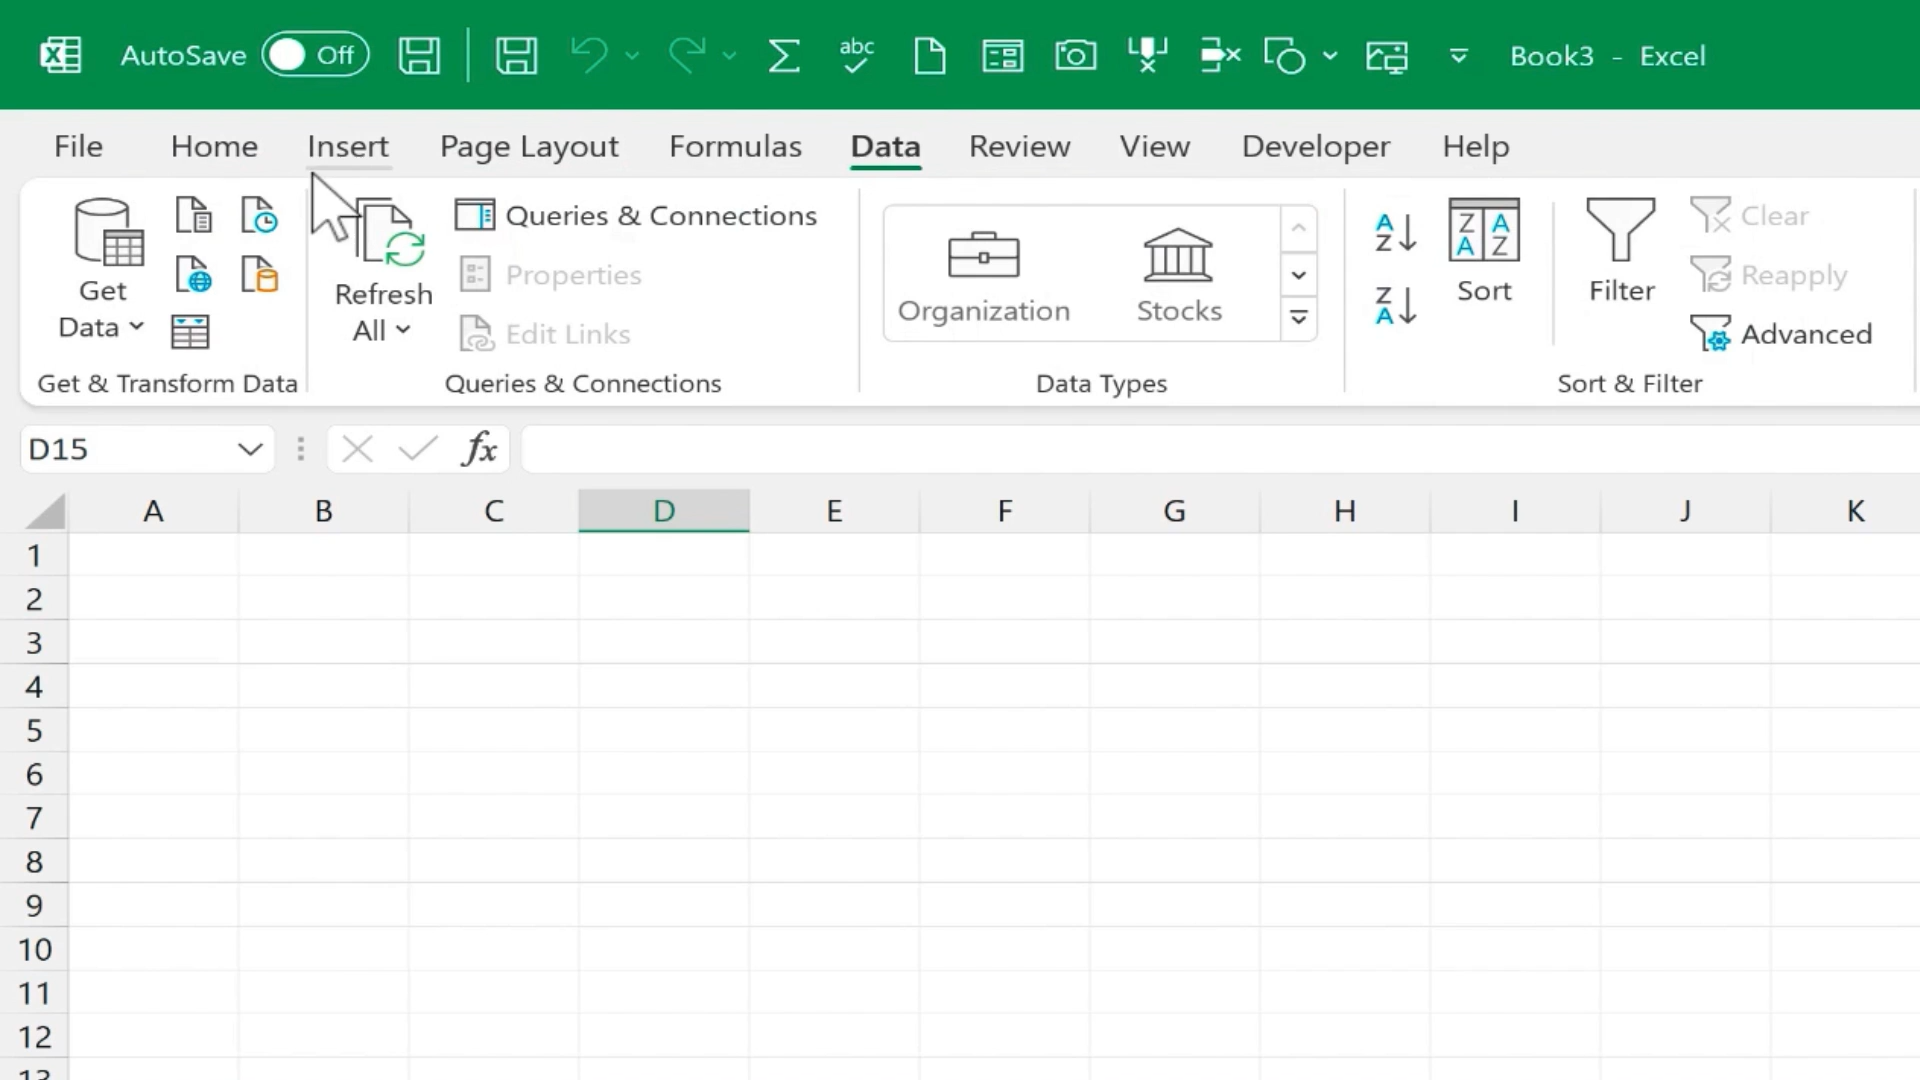 AutoSave Off abc Book3 - Excel
File Home Insert Page Layout Formulas Data Review View Developer Help
Get Data
Refresh All
Queries & Connections
Properties
Edit Links
Organization Stocks
Sort
Filter
Clear
Reapply
Advanced
Get & Transform Data Queries & Connections Data Types Sort & Filter
D15 fx
A B C D E F G H I J K
1
2
3
4
5
6
7
8
9
10
11
12
13